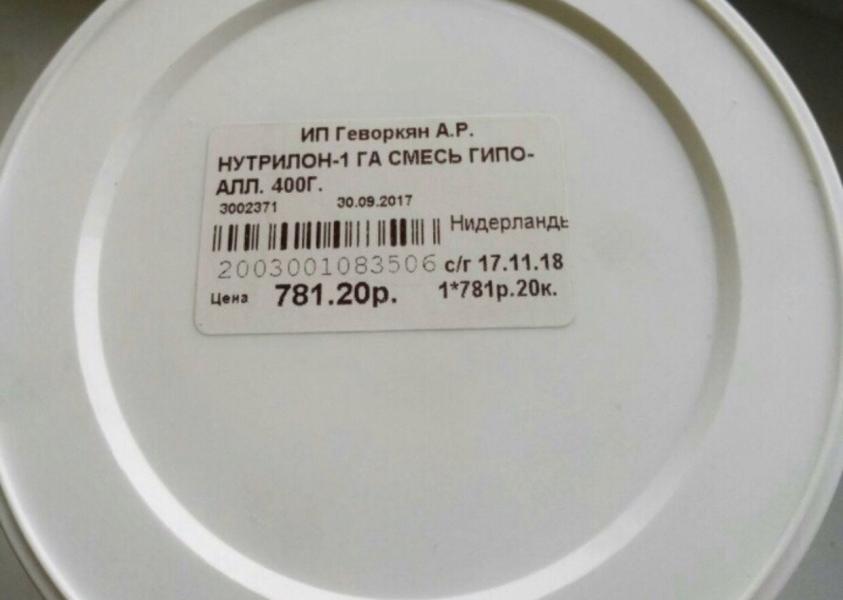 ИП Геворкян А.Р.
НУТРИЛОН-1 ГА СМЕСЬ ГИПО-
АЛЛ. 400Г.
3002371 30.09.2017
Нидерланды
2003001083506 с/г 17.11.18
Цена 781.20р. 1*781р.20к.